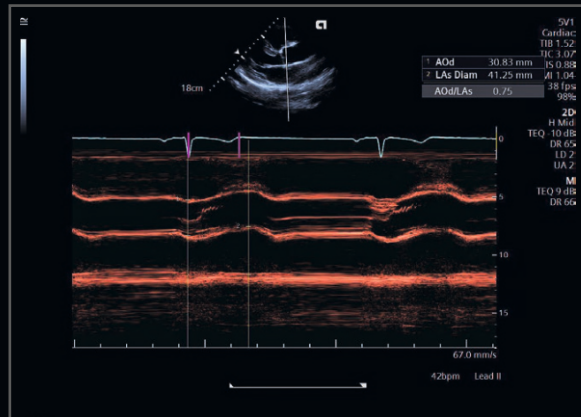 5V1
Cardiac
TIB 1.52
TIC 3.07
TIS 0.88
MI 1.04
38 fps
98%
2D
H Mid
TEQ -10 dB
DR 65
LD 2
UA 2
M
TEQ 9 dB
DR 66
18cm
1 AOd 30.83 mm
2 LAs Diam 41.25 mm
AOd/LAs 0.75
0
5
10
15
67.0 mm/s
42bpm Lead II